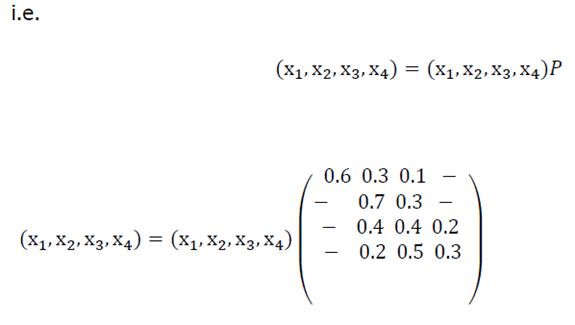 i.e.
(x₁, x₂, x₃, x₄) = (x₁, x₂, x₃, x₄)P
0.6 0.3 0.1 −
− 0.7 0.3 −
(x₁, x₂, x₃, x₄) = (x₁, x₂, x₃, x₄) − 0.4 0.4 0.2
− 0.2 0.5 0.3